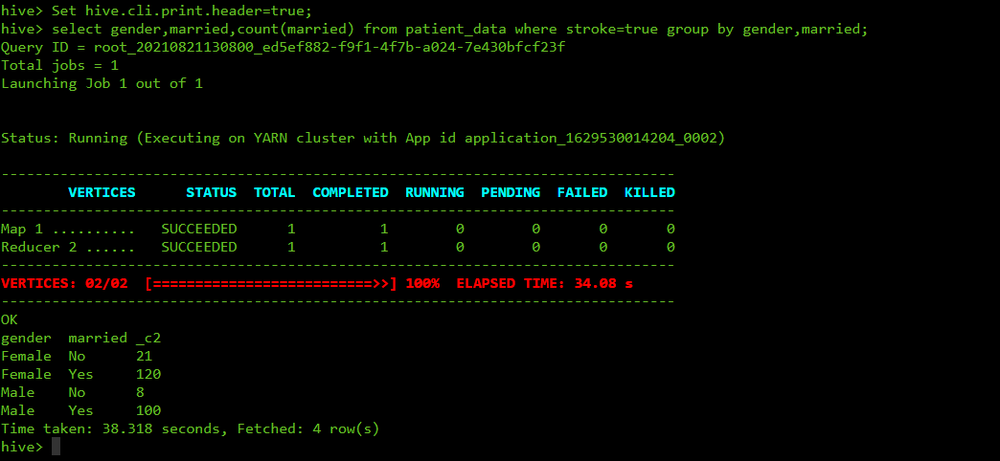 hive> Set hive.cli.print.header=true;
hive> select gender,married,count(married) from patient_data where stroke=true group by gender,married;
Query ID = root_20210821130800_ed5ef882-f9f1-4f7b-a024-7e430bfcf23f
Total jobs = 1
Launching Job 1 out of 1
Status: Running (Executing on YARN cluster with App id application_1629530014204_0002)
--------------------------------------------------------------------------------
        VERTICES      STATUS  TOTAL  COMPLETED  RUNNING  PENDING  FAILED  KILLED
--------------------------------------------------------------------------------
Map 1 ..........   SUCCEEDED      1          1        0        0       0       0
Reducer 2 ......   SUCCEEDED      1          1        0        0       0       0
--------------------------------------------------------------------------------
VERTICES: 02/02  [==========================>>] 100%  ELAPSED TIME: 34.08 s
--------------------------------------------------------------------------------
OK
gender  married _c2
Female  No      21
Female  Yes     120
Male    No      8
Male    Yes     100
Time taken: 38.318 seconds, Fetched: 4 row(s)
hive>